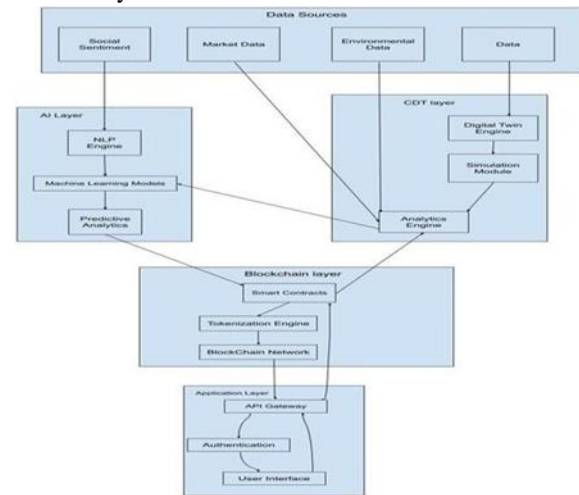 Data Sources
Social
Sentiment
Market Data
Environmental
Data
Data
AI Layer
NLP
Engine
Machine Learning Models
Predictive
Analytics
CDT layer
Digital Twin
Engine
Simulation
Module
Analytics
Engine
Blockchain layer
Smart Contracts
Tokenization Engine
BlockChain Network
Application Layer
API Gateway
Authentication
User Interface